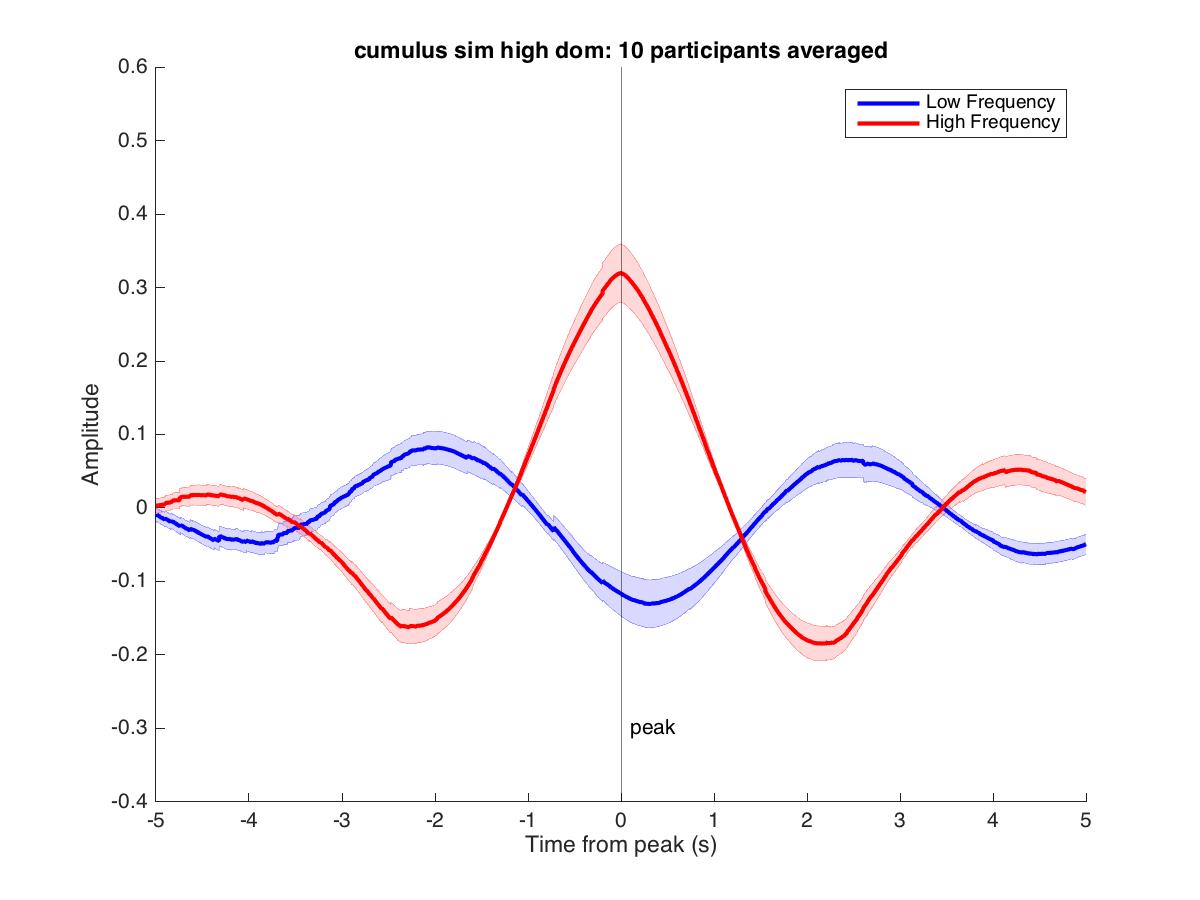 cumulus sim high dom: 10 participants averaged
Low Frequency
High Frequency
0.6
0.5
0.4
0.3
0.2
0.1
0
-0.1
-0.2
-0.3
-0.4
Amplitude
peak
-5 -4 -3 -2 -1 0 1 2 3 4 5
Time from peak (s)